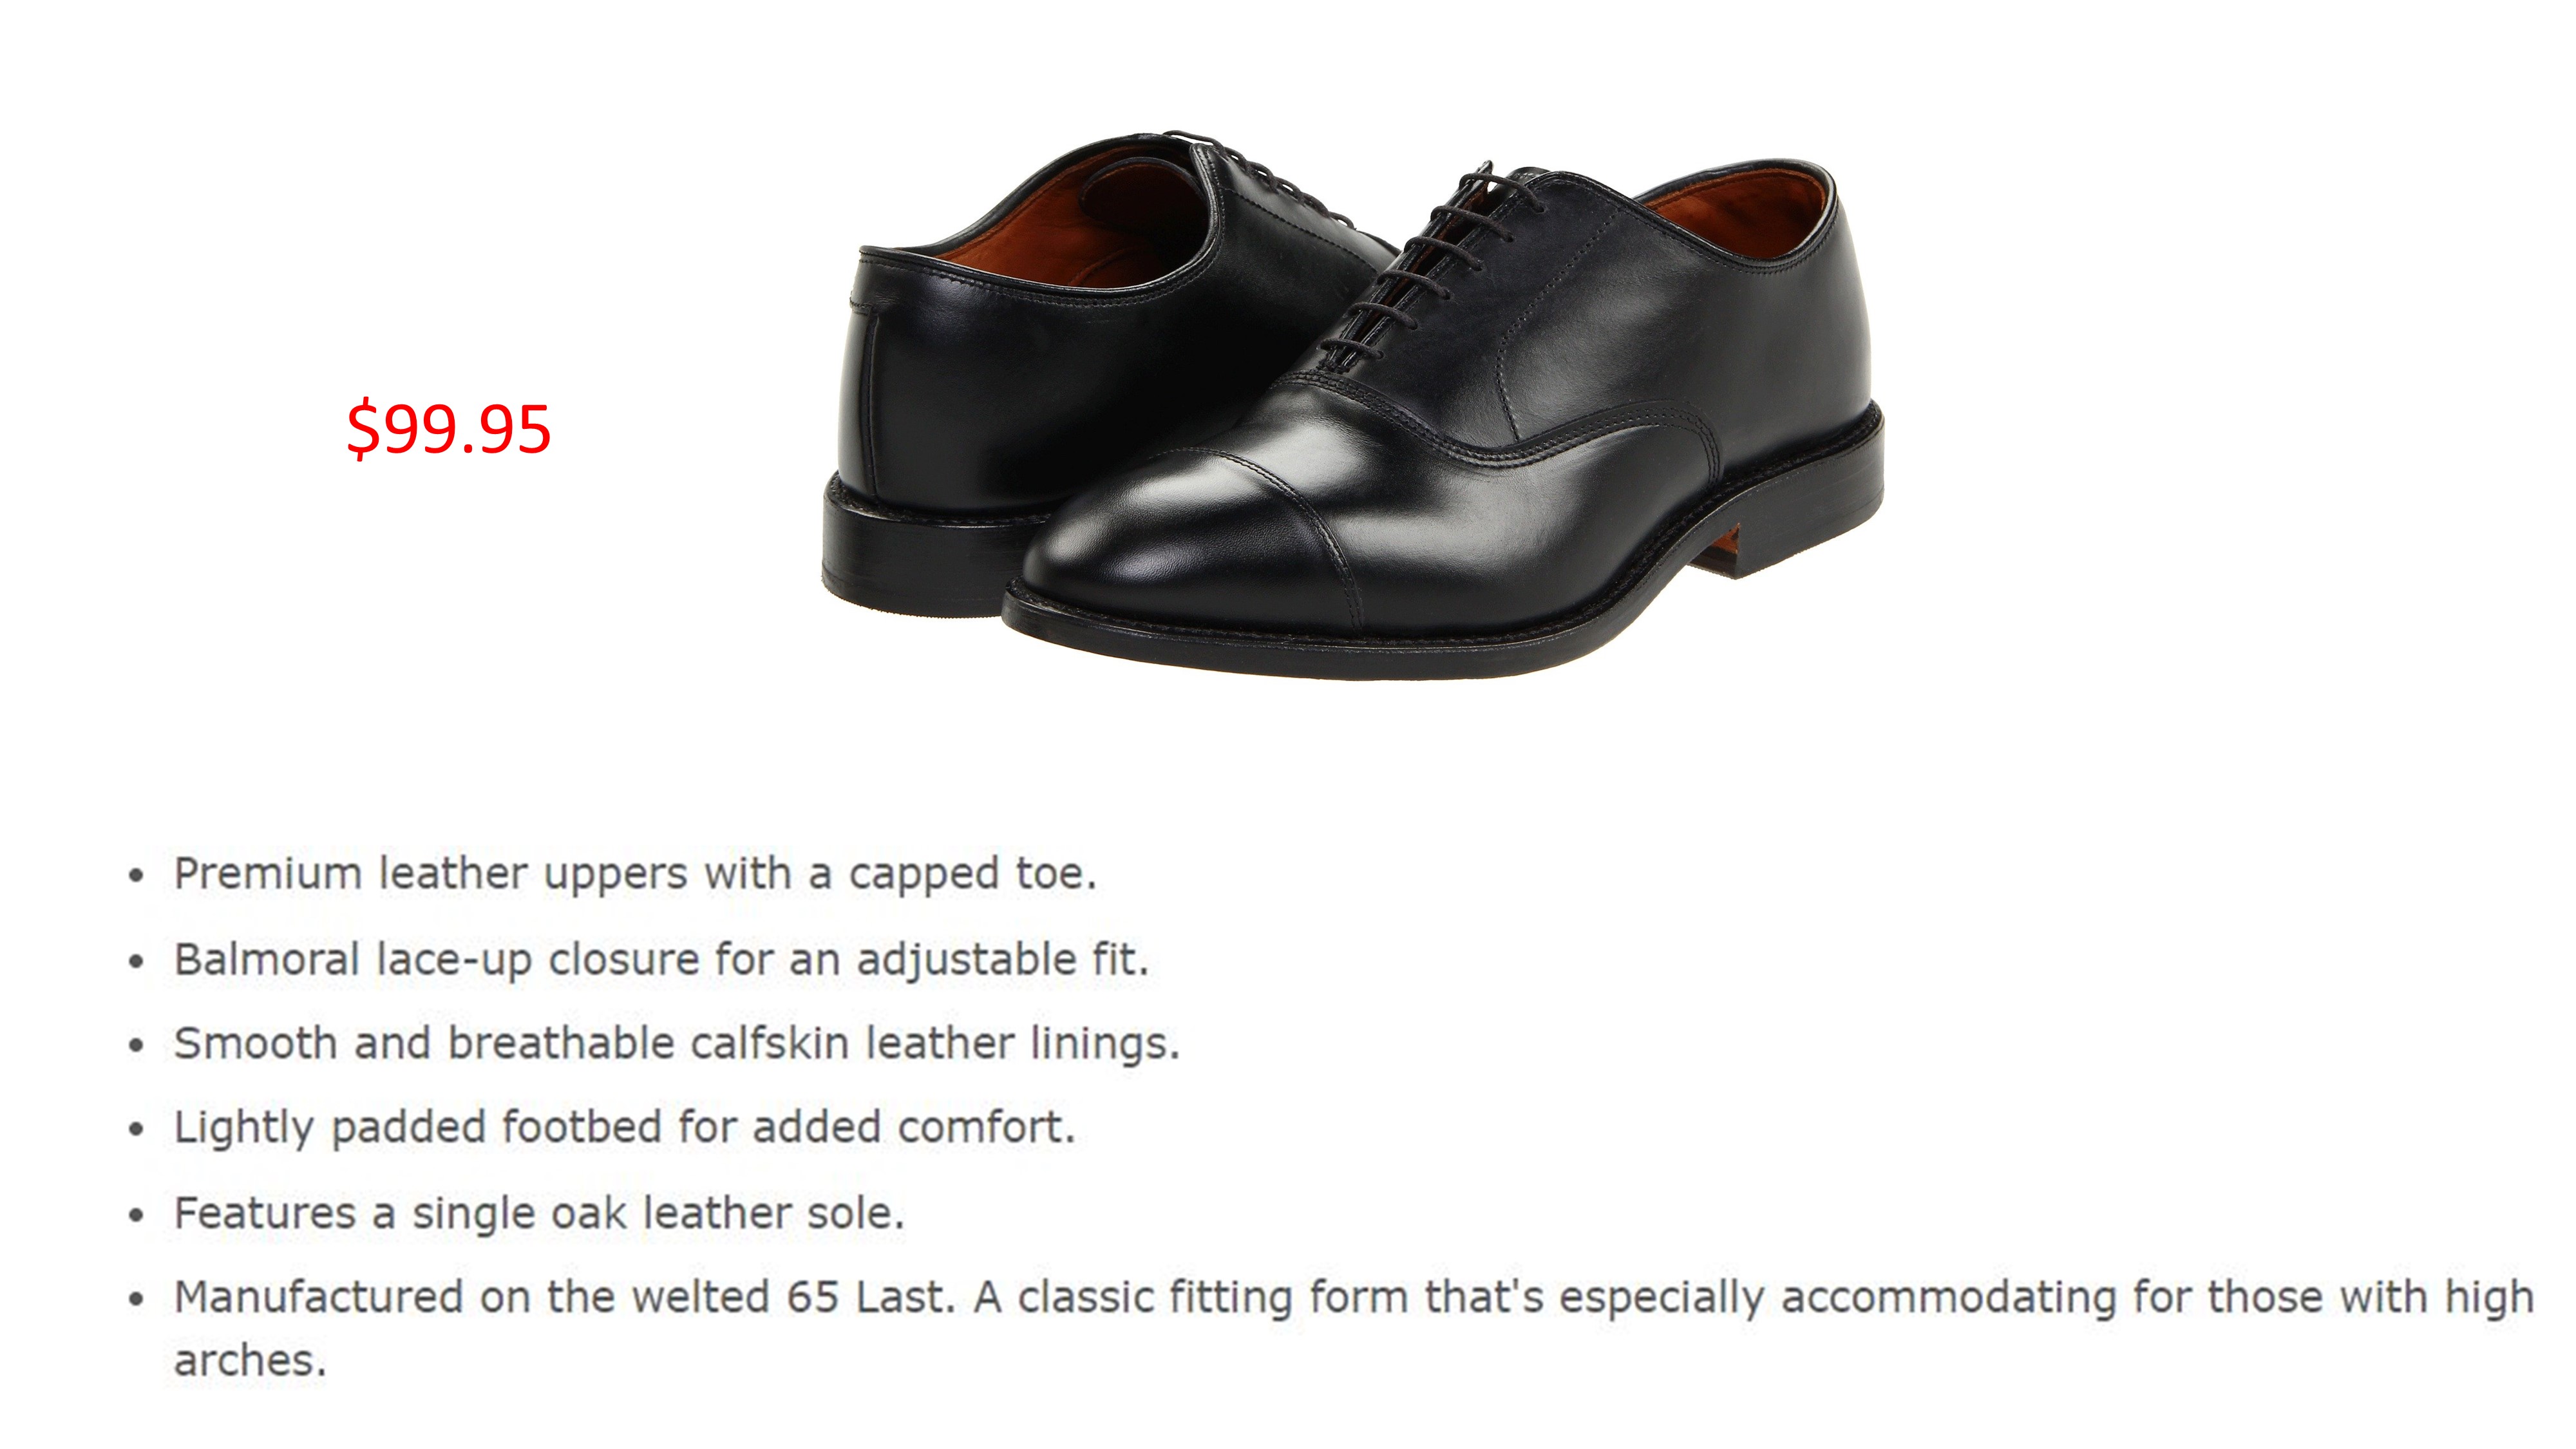 $99.95
• Premium leather uppers with a capped toe.
• Balmoral lace-up closure for an adjustable fit.
• Smooth and breathable calfskin leather linings.
• Lightly padded footbed for added comfort.
• Features a single oak leather sole.
• Manufactured on the welted 65 Last. A classic fitting form that's especially accommodating for those with high
arches.